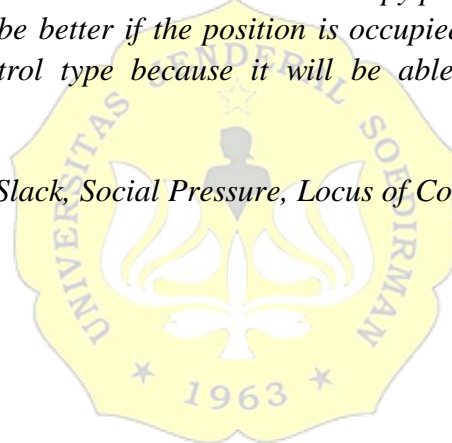 be better if the position is occupied
trol type because it will be able
Slack, Social Pressure, Locus of Co
UNIVERSITAS JENDERAL SOEDIRMAN
1963